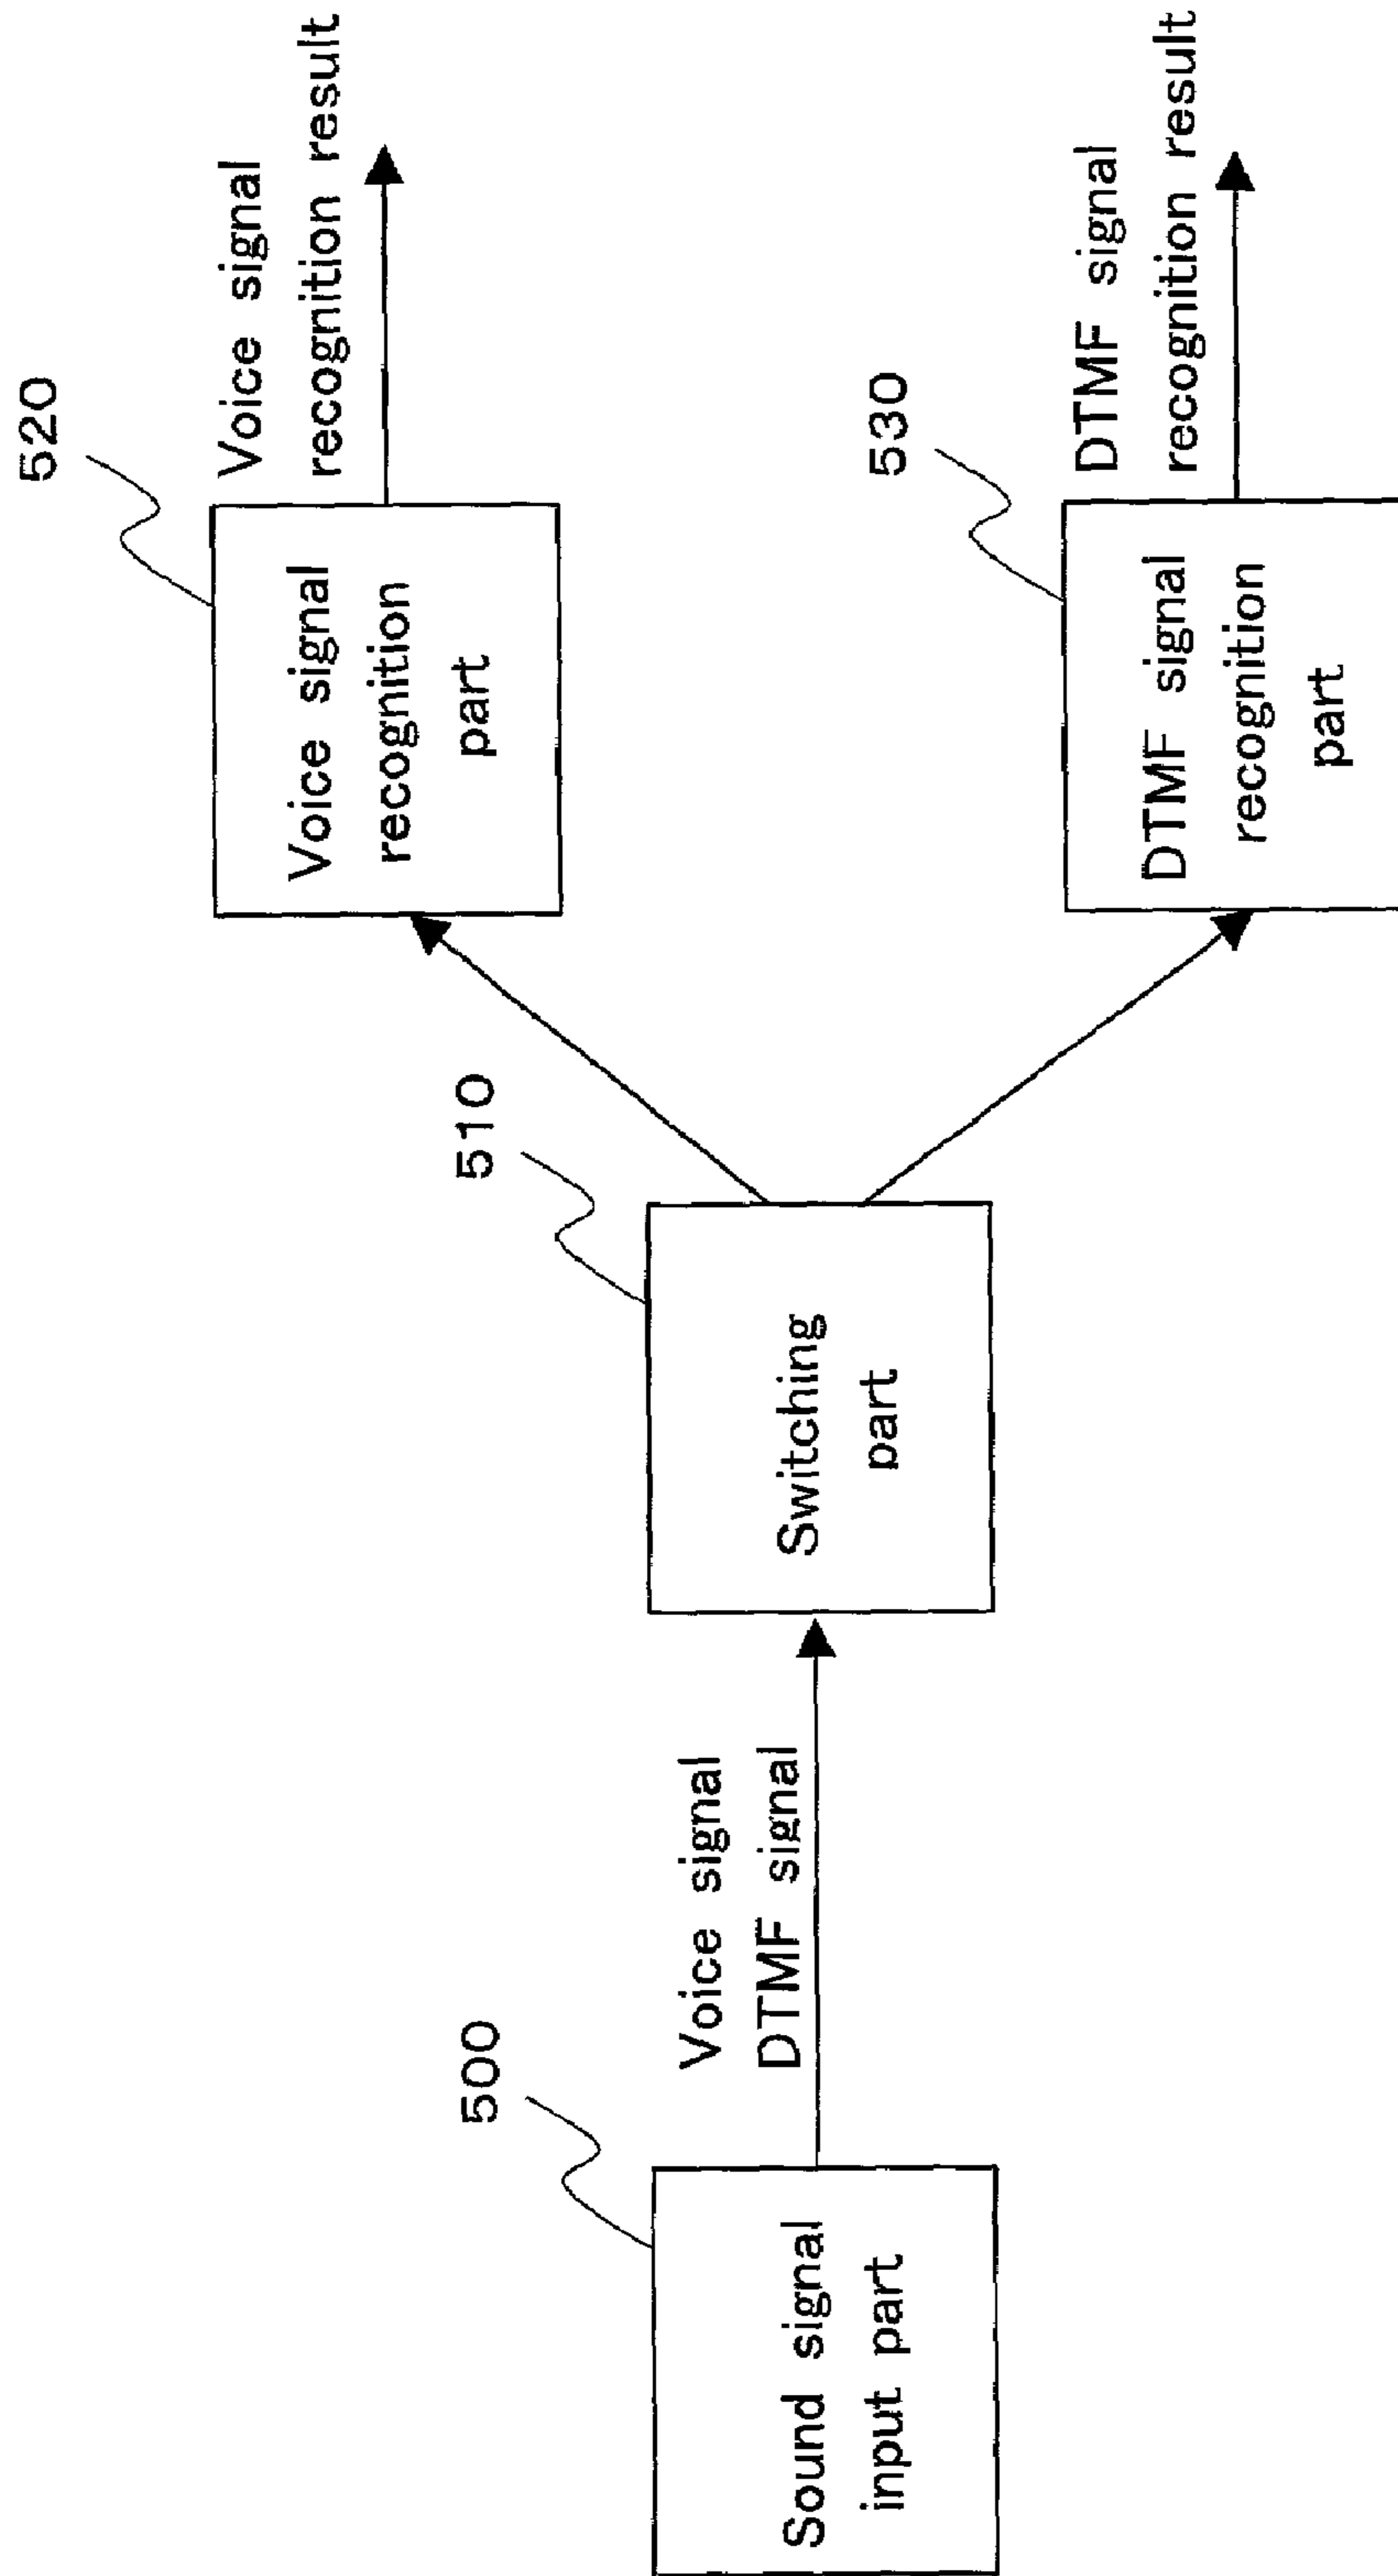 500
Sound signal
input part
Voice signal
DTMF signal
510
Switching
part
520
Voice signal
recognition
part
Voice signal
recognition result
530
DTMF signal
recognition
part
DTMF signal
recognition result